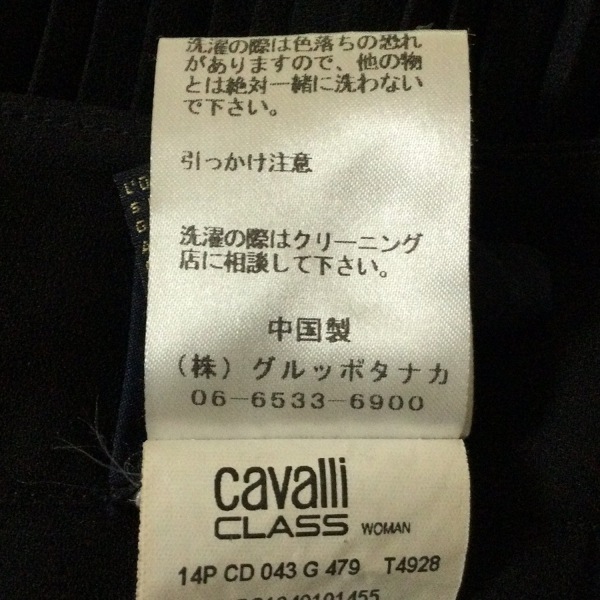 洗濯の際は色落ちの恐れ
がありますので、他の物
とは絶対一緒に洗わない
で下さい。
引っかけ注意
洗濯の際はクリーニング
店に相談して下さい。
中国製
（株）グルッポタナカ
06-6533-6900
L'O
S
G
cavalli
CLASS WOMAN
14P CD 043 G 479 T4928